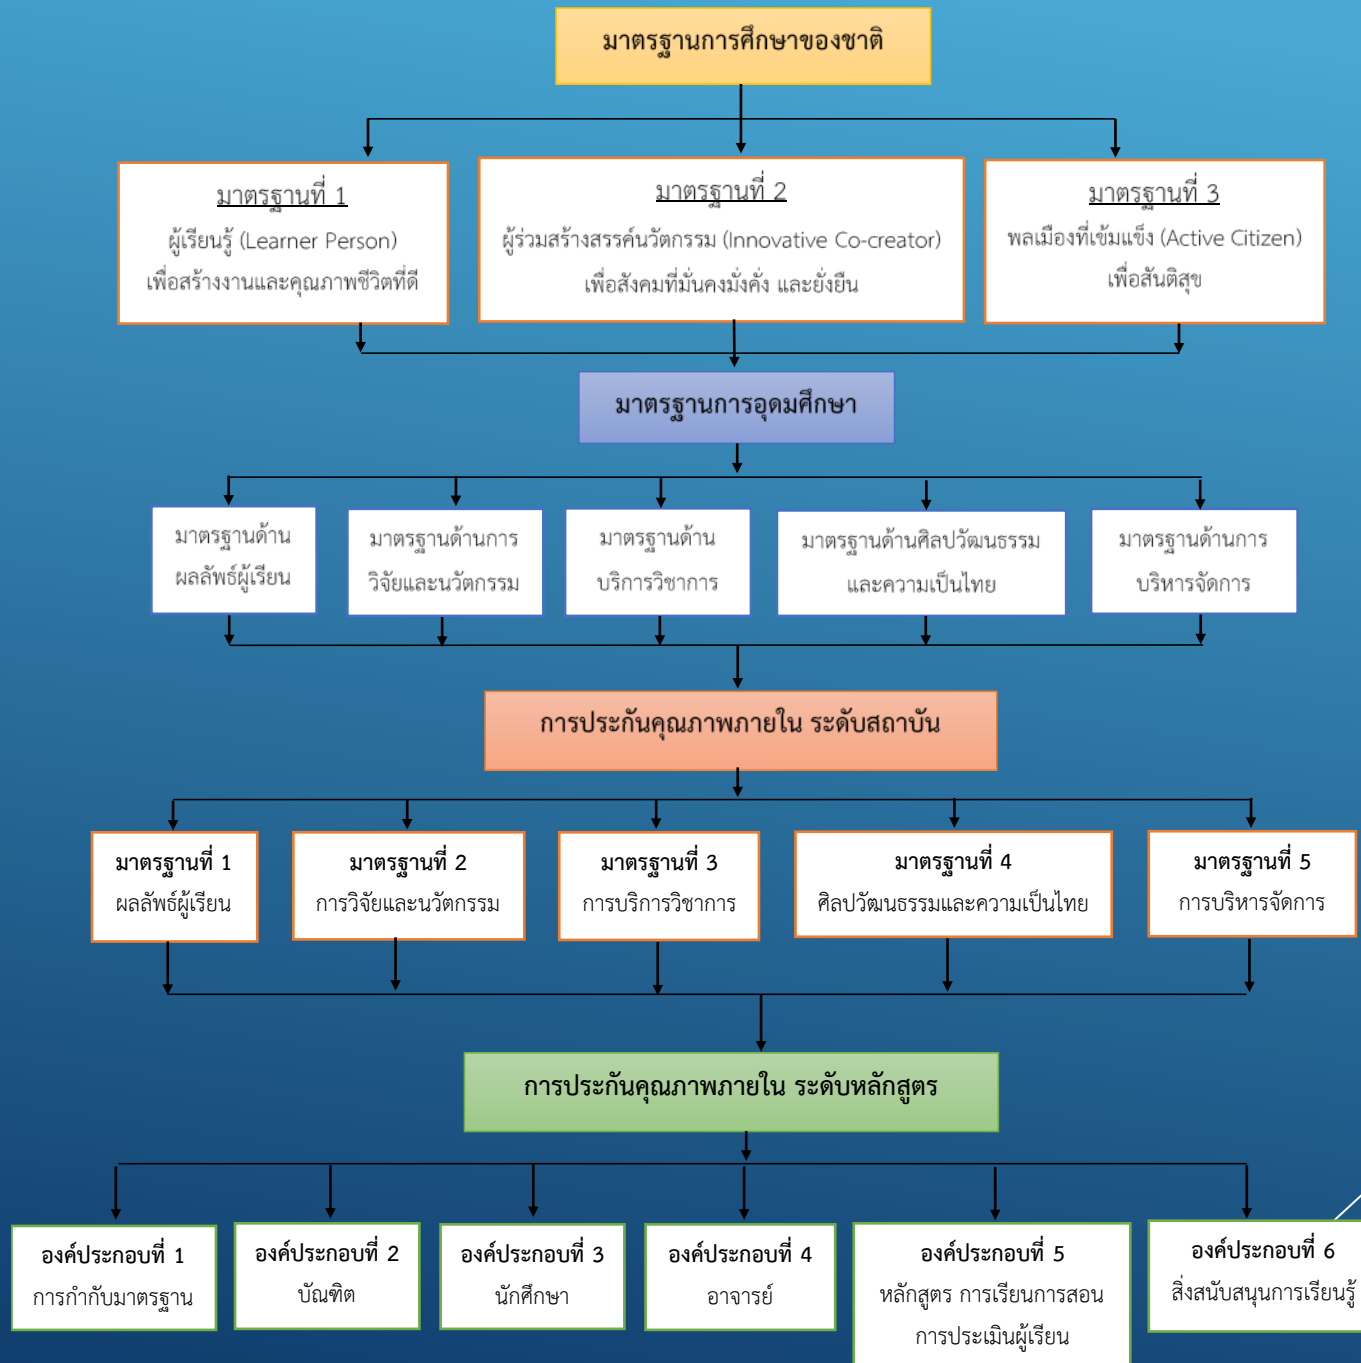 มาตรฐานการศึกษาของชาติ
มาตรฐานที่ 1
ผู้เรียนรู้ (Learner Person)
เพื่อสร้างงานและคุณภาพชีวิตที่ดี
มาตรฐานที่ 2
ผู้ร่วมสร้างสรรค์นวัตกรรม (Innovative Co-creator)
เพื่อสังคมที่มั่นคงมั่งคั่ง และยั่งยืน
มาตรฐานที่ 3
พลเมืองที่เข้มแข็ง (Active Citizen)
เพื่อสันติสุข
มาตรฐานการอุดมศึกษา
มาตรฐานด้าน
ผลลัพธ์ผู้เรียน
มาตรฐานด้านการ
วิจัยและนวัตกรรม
มาตรฐานด้าน
บริการวิชาการ
มาตรฐานด้านศิลปวัฒนธรรม
และความเป็นไทย
มาตรฐานด้านการ
บริหารจัดการ
การประกันคุณภาพภายใน ระดับสถาบัน
มาตรฐานที่ 1
ผลลัพธ์ผู้เรียน
มาตรฐานที่ 2
การวิจัยและนวัตกรรม
มาตรฐานที่ 3
การบริการวิชาการ
มาตรฐานที่ 4
ศิลปวัฒนธรรมและความเป็นไทย
มาตรฐานที่ 5
การบริหารจัดการ
การประกันคุณภาพภายใน ระดับหลักสูตร
องค์ประกอบที่ 1
การกำกับมาตรฐาน
องค์ประกอบที่ 2
บัณฑิต
องค์ประกอบที่ 3
นักศึกษา
องค์ประกอบที่ 4
อาจารย์
องค์ประกอบที่ 5
หลักสูตร การเรียนการสอน
การประเมินผู้เรียน
องค์ประกอบที่ 6
สิ่งสนับสนุนการเรียนรู้